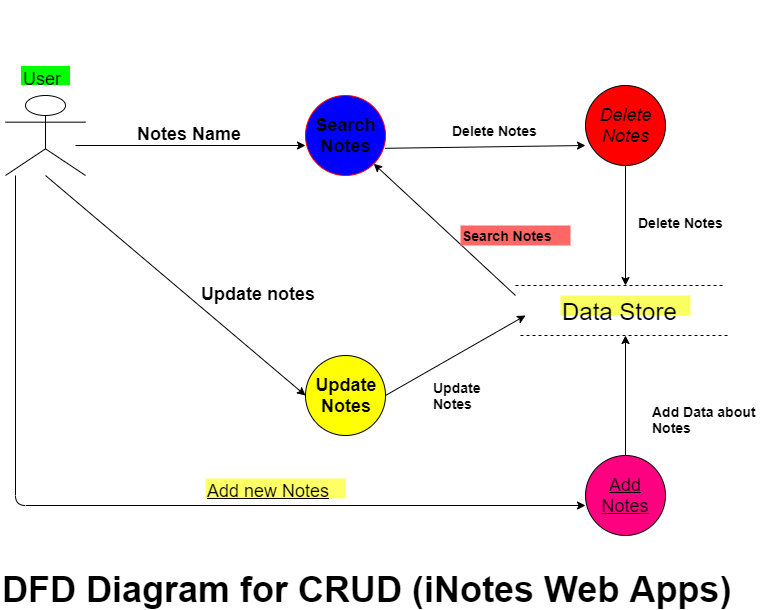 User
Notes Name
Search
Notes
Delete Notes
Delete
Notes
Delete Notes
Search Notes
Update notes
Data Store
Update
Notes
Update
Notes
Add Data about
Notes
Add new Notes
Add
Notes
DFD Diagram for CRUD (iNotes Web Apps)